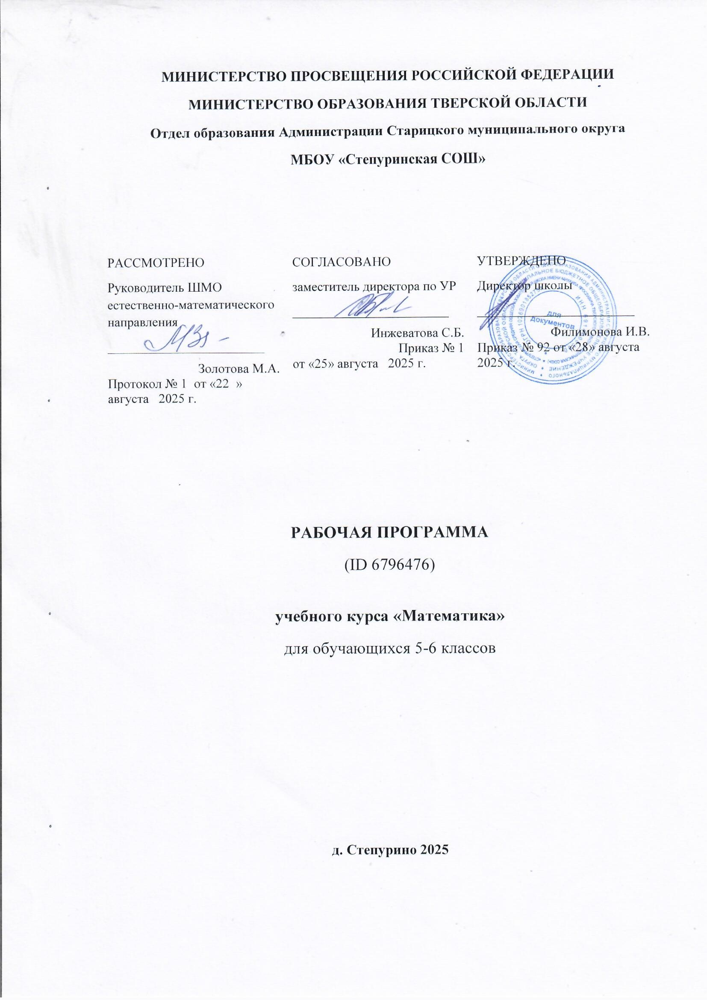 МИНИСТЕРСТВО ПРОСВЕЩЕНИЯ РОССИЙСКОЙ ФЕДЕРАЦИИ
МИНИСТЕРСТВО ОБРАЗОВАНИЯ ТВЕРСКОЙ ОБЛАСТИ
Отдел образования Администрации Старицкого муниципального округа
МБОУ «Степуринская СОШ»
РАССМОТРЕНО
Руководитель ШМО
естественно-математического
направления
Золотова М.А.
Протокол № 1 от «22 »
августа 2025 г.
СОГЛАСОВАНО
заместитель директора по УР
Инжеватова С.Б.
Приказ № 1
от «25» августа 2025 г.
УТВЕРЖДЕНО
Директор школы
Филимонова И.В.
Приказ № 92 от «28» августа
2025 г.
для
документов
РАБОЧАЯ ПРОГРАММА
(ID 6796476)
учебного курса «Математика»
для обучающихся 5-6 классов
д. Степурино 2025